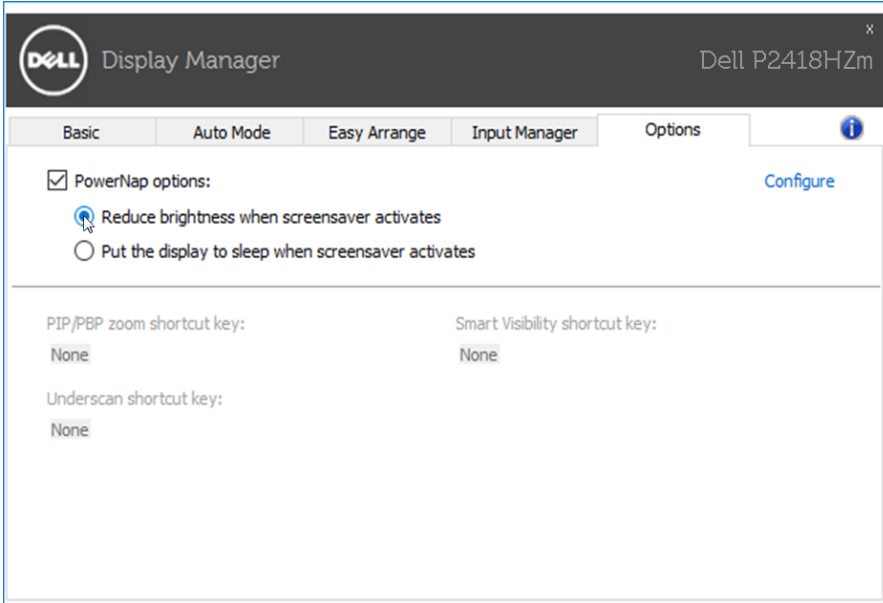 x
DELL Display Manager Dell P2418HZm
Basic Auto Mode Easy Arrange Input Manager Options
PowerNap options: Configure
Reduce brightness when screensaver activates
Put the display to sleep when screensaver activates
PIP/PBP zoom shortcut key: Smart Visibility shortcut key:
None None
Underscan shortcut key:
None